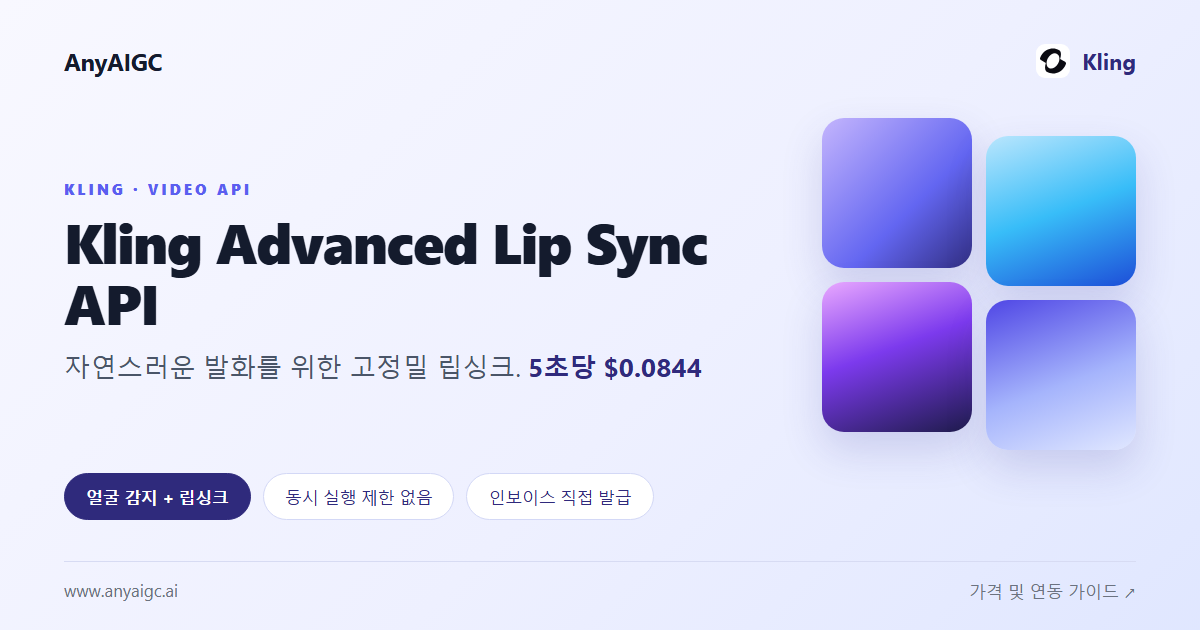 AnyAIGC
Kling
KLING · VIDEO API
Kling Advanced Lip Sync
API
자연스러운 발화를 위한 고정밀 립싱크. 5초당 $0.0844
얼굴 감지 + 립싱크
동시 실행 제한 없음
인보이스 직접 발급
www.anyaigc.ai
가격 및 연동 가이드 ↗